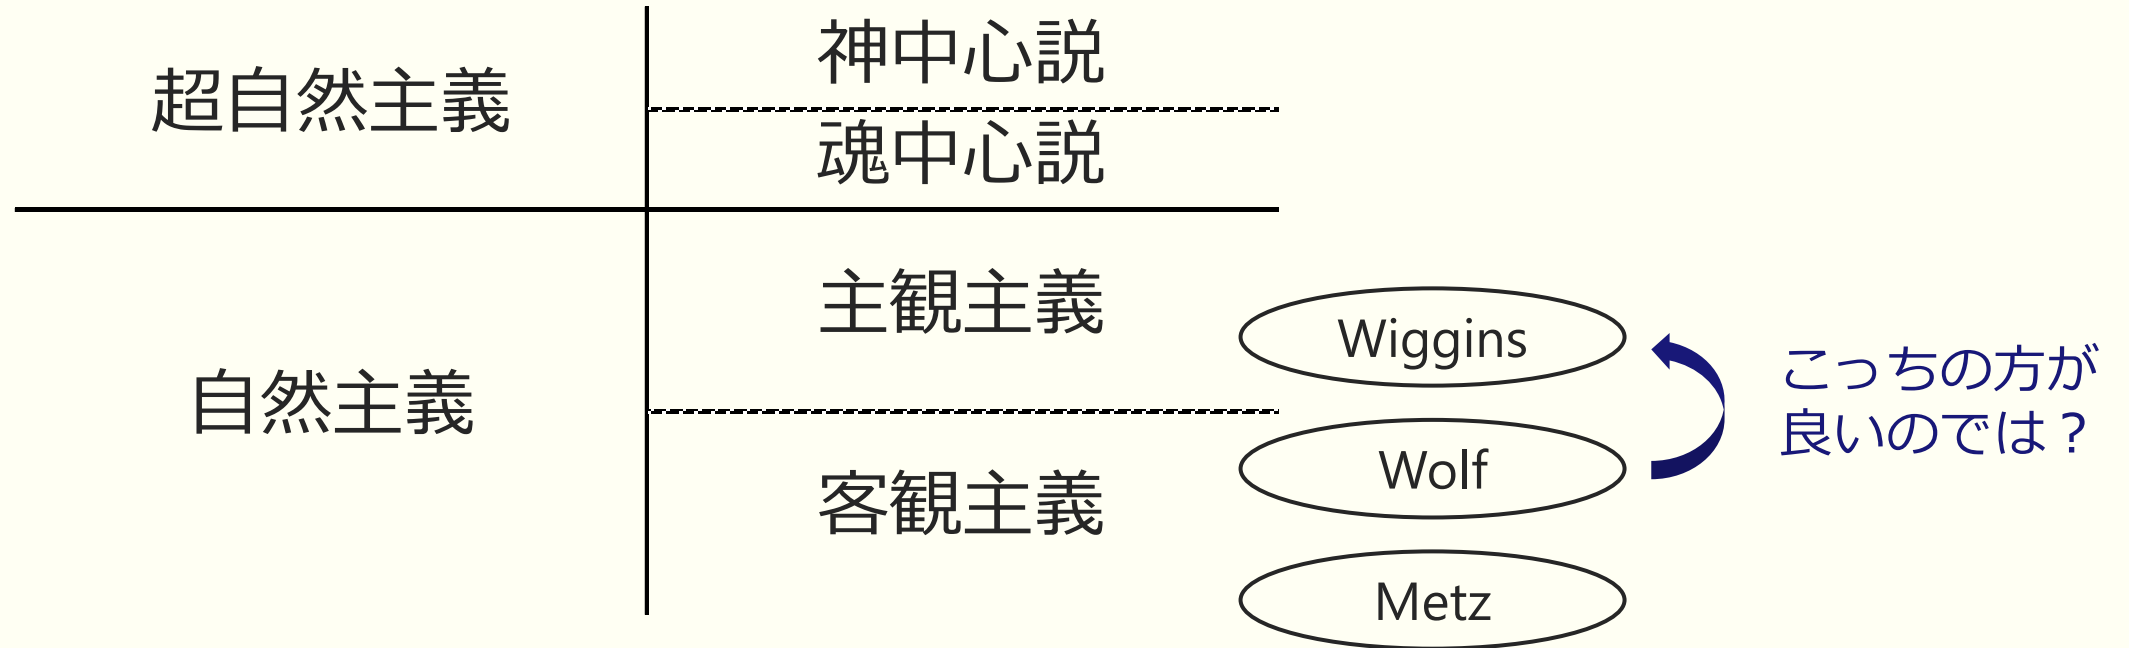 超自然主義
神中心説
魂中心説
自然主義
主観主義
客観主義
Wiggins
Wolf
Metz
こっちの方が
良いのでは？